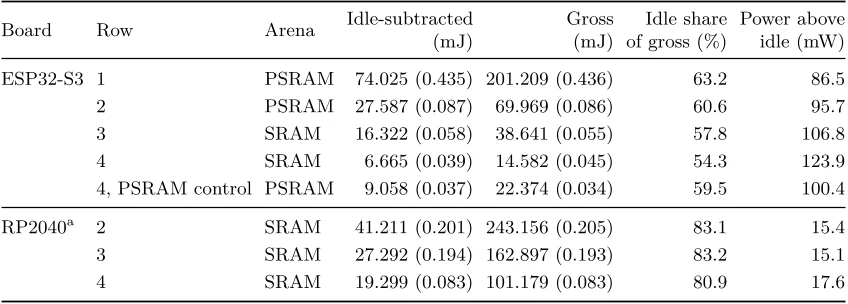 Board Row Arena Idle-subtracted (mJ) Gross (mJ) Idle share of gross (%) Power above idle (mW)
ESP32-S3 1 PSRAM 74.025 (0.435) 201.209 (0.436) 63.2 86.5
2 PSRAM 27.587 (0.087) 69.969 (0.086) 60.6 95.7
3 SRAM 16.322 (0.058) 38.641 (0.055) 57.8 106.8
4 SRAM 6.665 (0.039) 14.582 (0.045) 54.3 123.9
4, PSRAM control PSRAM 9.058 (0.037) 22.374 (0.034) 59.5 100.4
RP2040ᵃ 2 SRAM 41.211 (0.201) 243.156 (0.205) 83.1 15.4
3 SRAM 27.292 (0.194) 162.897 (0.193) 83.2 15.1
4 SRAM 19.299 (0.083) 101.179 (0.083) 80.9 17.6